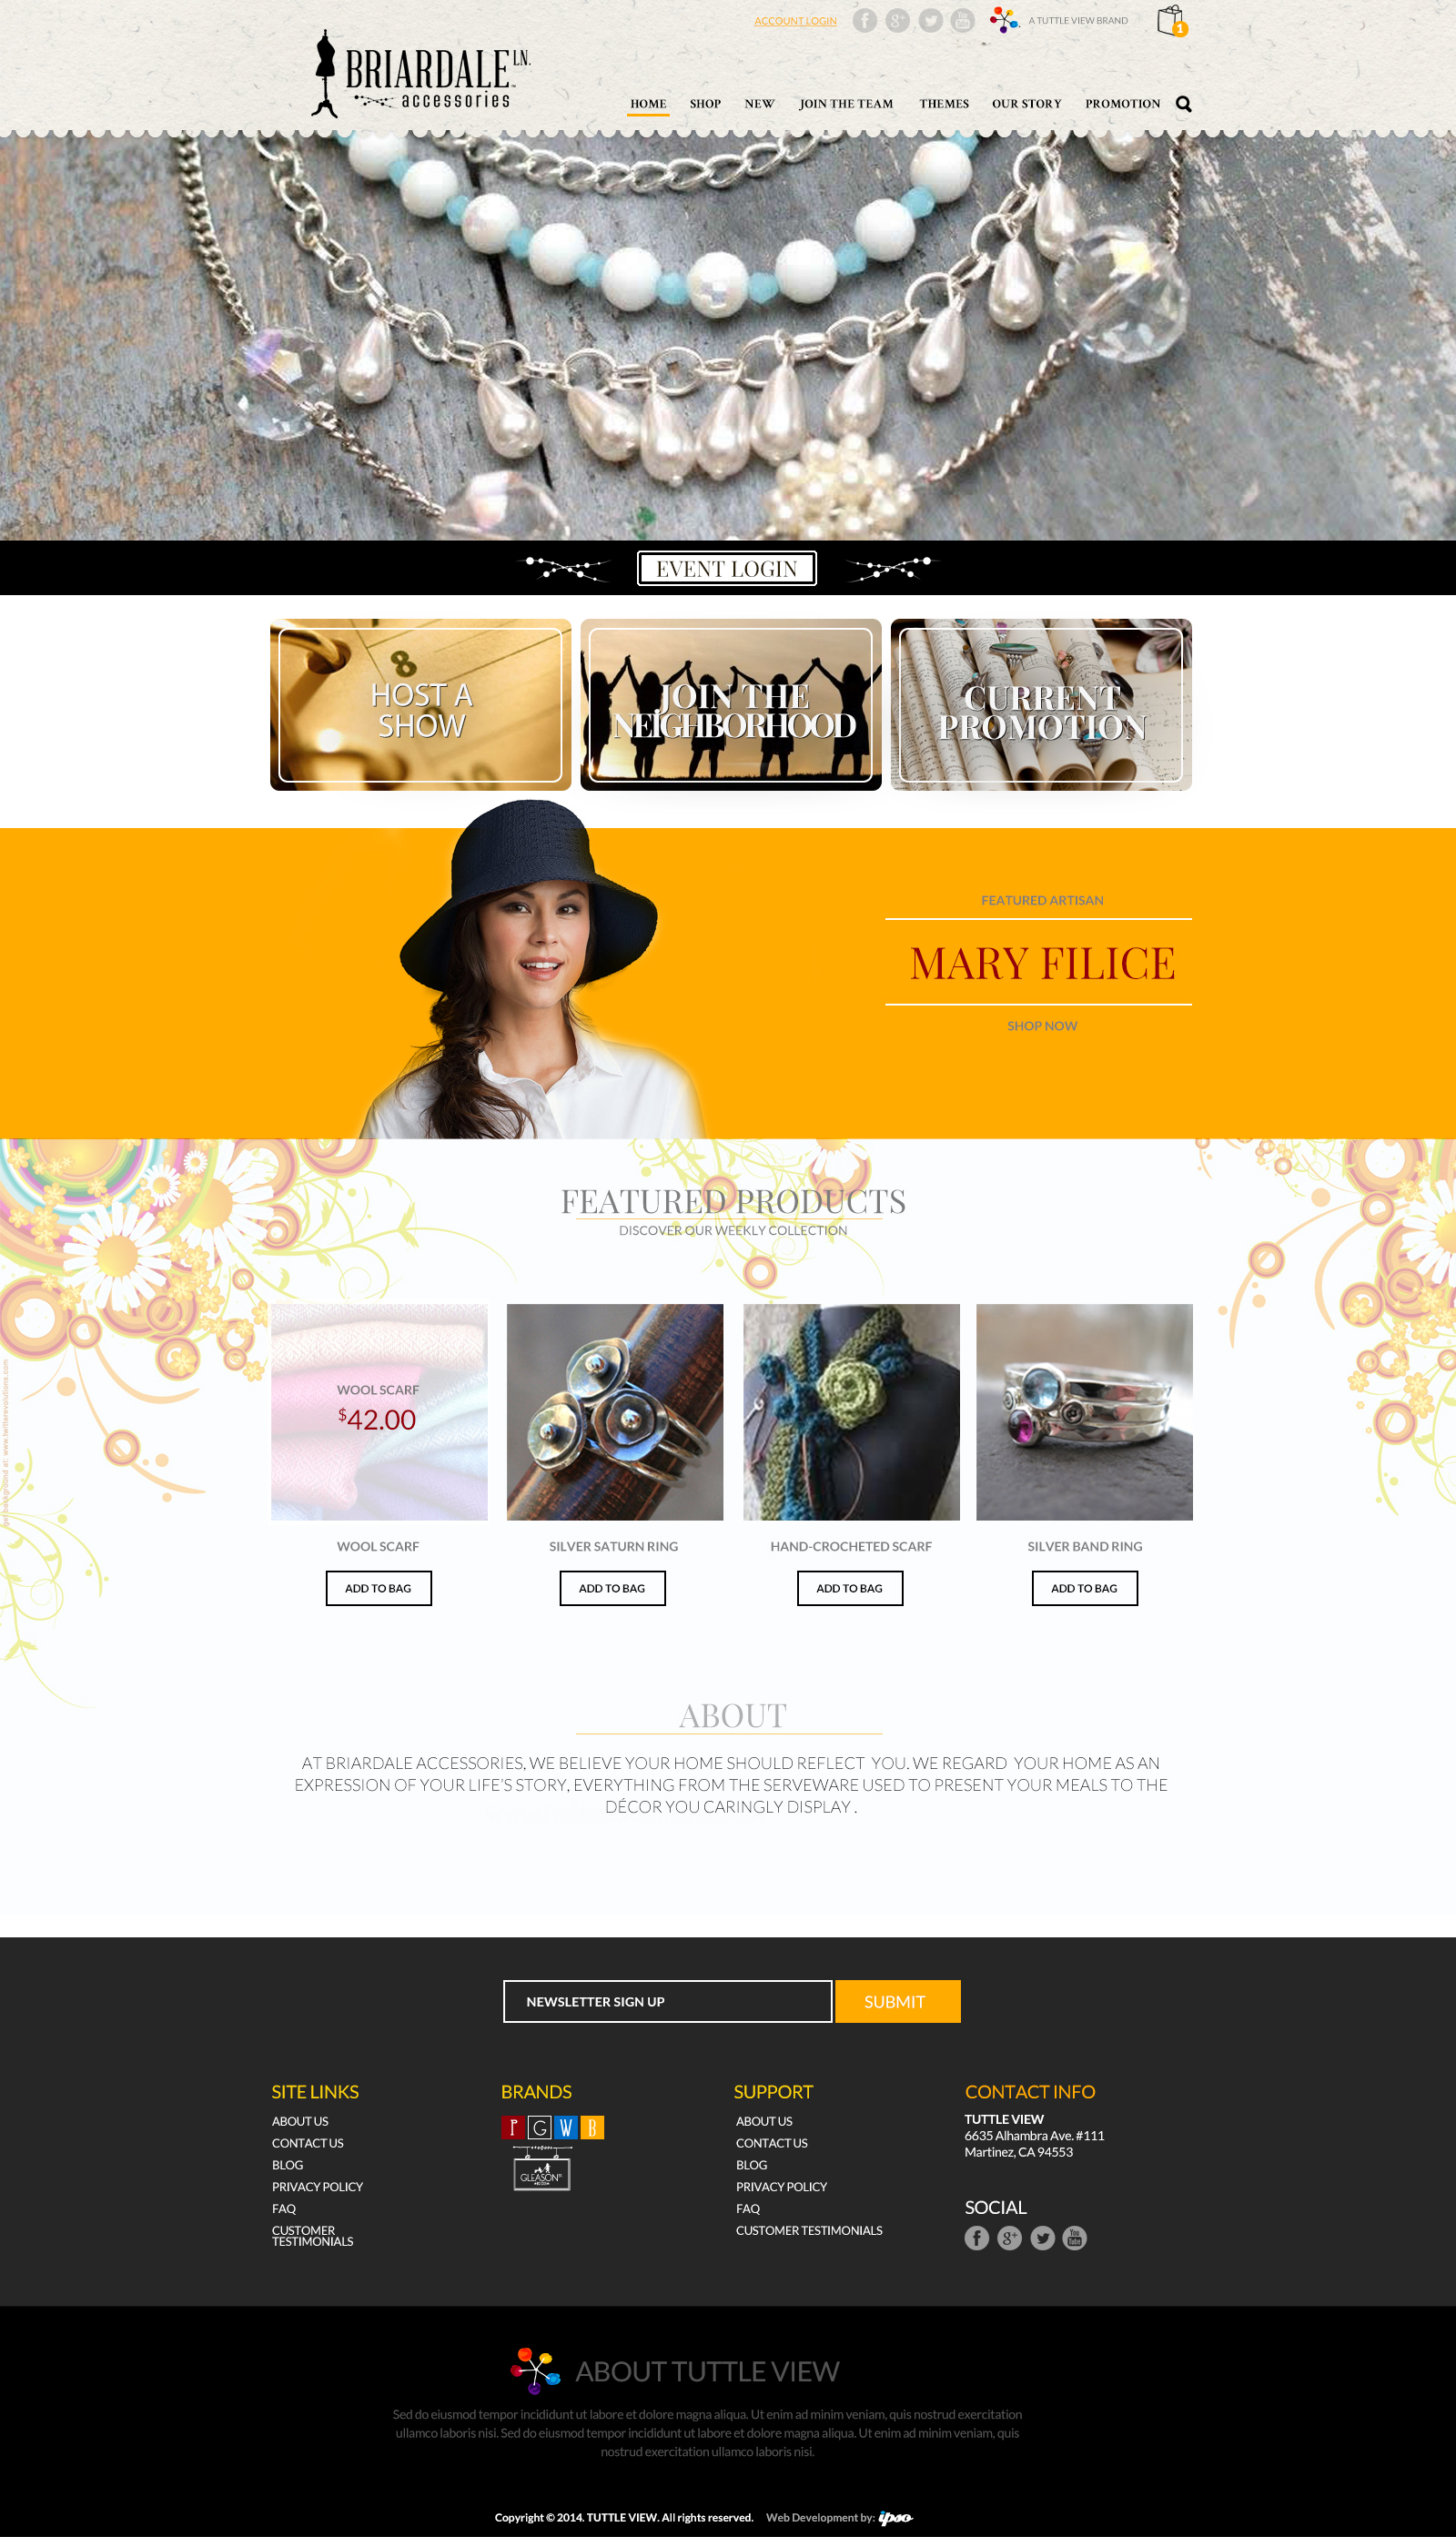 ACCOUNT LOGIN
A TUTTLE VIEW BRAND
1
BRIARDALE LN.
accessories
HOME SHOP NEW JOIN THE TEAM THEMES OUR STORY PROMOTION
EVENT LOGIN
8
HOST A
SHOW
JOIN THE
NEIGHBORHOOD
CURRENT
PROMOTION
FEATURED ARTISAN
MARY FILICE
SHOP NOW
FEATURED PRODUCTS
DISCOVER OUR WEEKLY COLLECTION
get background at: www.twitterevolutions.com
WOOL SCARF
$42.00
WOOL SCARF
SILVER SATURN RING
HAND-CROCHETED SCARF
SILVER BAND RING
ADD TO BAG
ADD TO BAG
ADD TO BAG
ADD TO BAG
ABOUT
AT BRIARDALE ACCESSORIES, WE BELIEVE YOUR HOME SHOULD REFLECT YOU. WE REGARD YOUR HOME AS AN
EXPRESSION OF YOUR LIFE'S STORY, EVERYTHING FROM THE SERVEWARE USED TO PRESENT YOUR MEALS TO THE
DÉCOR YOU CARINGLY DISPLAY .
NEWSLETTER SIGN UP
SUBMIT
SITE LINKS
ABOUT US
CONTACT US
BLOG
PRIVACY POLICY
FAQ
CUSTOMER
TESTIMONIALS
BRANDS
P G W B
GLEASON
SUPPORT
ABOUT US
CONTACT US
BLOG
PRIVACY POLICY
FAQ
CUSTOMER TESTIMONIALS
CONTACT INFO
TUTTLE VIEW
6635 Alhambra Ave. #111
Martinez, CA 94553
SOCIAL
ABOUT TUTTLE VIEW
Sed do eiusmod tempor incididunt ut labore et dolore magna aliqua. Ut enim ad minim veniam, quis nostrud exercitation
ullamco laboris nisi. Sed do eiusmod tempor incididunt ut labore et dolore magna aliqua. Ut enim ad minim veniam, quis
nostrud exercitation ullamco laboris nisi.
Copyright © 2014. TUTTLE VIEW. All rights reserved. Web Development by: